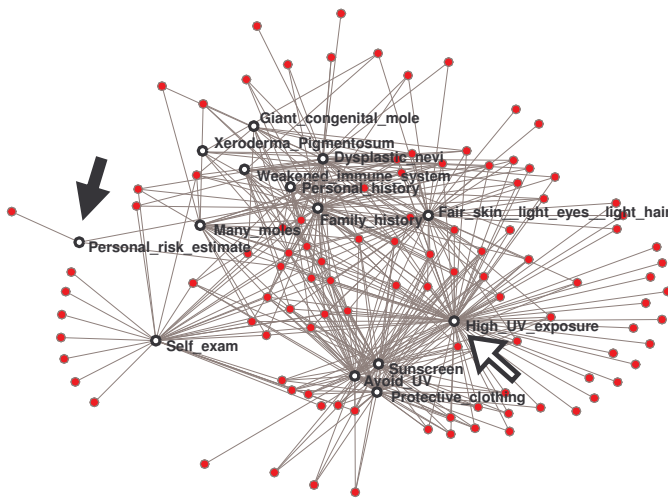 Giant_congenital_mole
Xeroderma_Pigmentosum
Dysplastic_nevi
Weakened_immune_system
Personal_history
Fair_skin__light_eyes__light_hair
Family_history
Many_moles
Personal_risk_estimate
High_UV_exposure
Self_exam
Sunscreen
Avoid_UV
Protective_clothing